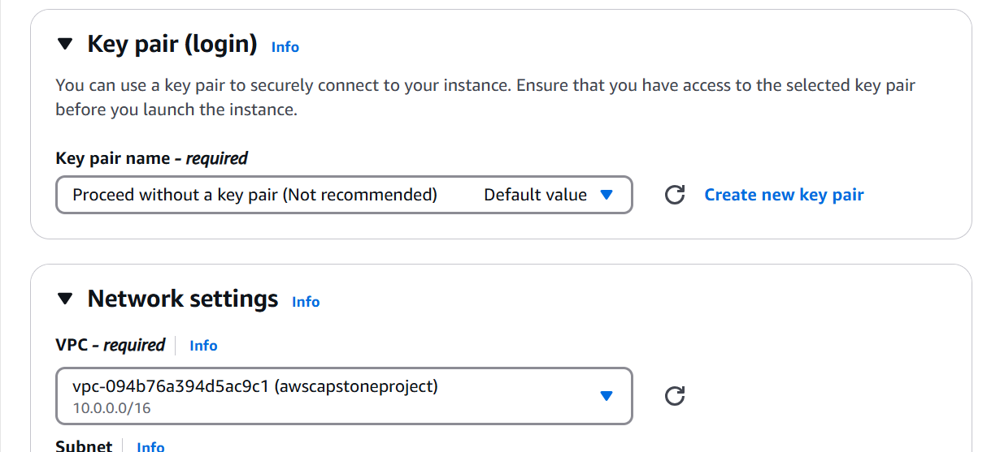 Key pair (login) Info
You can use a key pair to securely connect to your instance. Ensure that you have access to the selected key pair
before you launch the instance.
Key pair name - required
Proceed without a key pair (Not recommended) Default value
Create new key pair
Network settings Info
VPC - required Info
vpc-094b76a394d5ac9c1 (awscapstoneproject)
10.0.0.0/16
Subnet Info